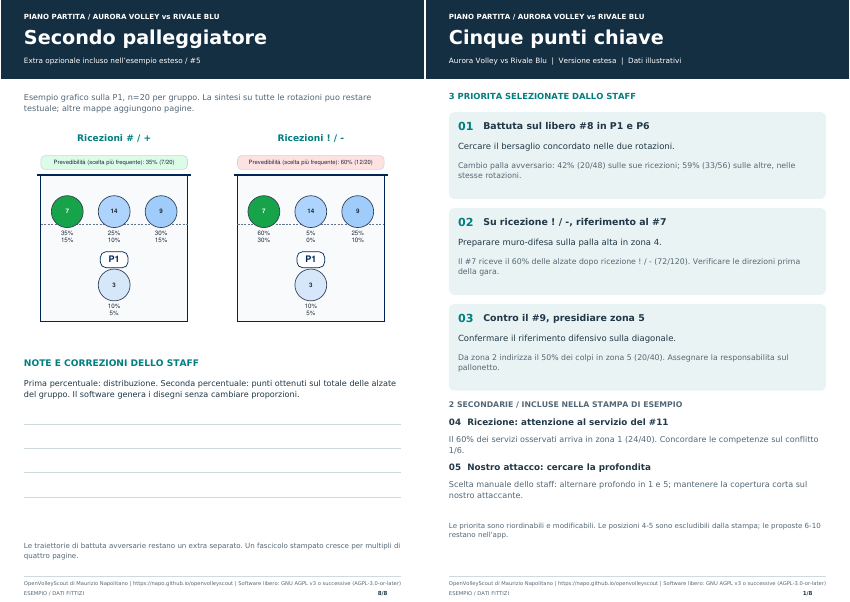 PIANO PARTITA / AURORA VOLLEY vs RIVALE BLU
Secondo palleggiatore
Extra opzionale incluso nell'esempio esteso / #5
Esempio grafico sulla P1, n=20 per gruppo. La sintesi su tutte le rotazioni puo restare
testuale; altre mappe aggiungono pagine.
Ricezioni # / +
Prevedibilità (scelta più frequente): 35% (7/20)
7
14
9
35%
15%
25%
10%
30%
15%
P1
3
10%
5%
Ricezioni ! / -
Prevedibilità (scelta più frequente): 60% (12/20)
7
14
9
60%
30%
5%
0%
25%
10%
P1
3
10%
5%
NOTE E CORREZIONI DELLO STAFF
Prima percentuale: distribuzione. Seconda percentuale: punti ottenuti sul totale delle alzate
del gruppo. Il software genera i disegni senza cambiare proporzioni.
Le traiettorie di battuta avversarie restano un extra separato. Un fascicolo stampato cresce per multipli di
quattro pagine.
OpenVolleyScout di Maurizio Napolitano | https://napo.github.io/openvolleyscout | Software libero: GNU AGPL v3 o successive (AGPL-3.0-or-later)
ESEMPIO / DATI FITTIZI
8/8
PIANO PARTITA / AURORA VOLLEY vs RIVALE BLU
Cinque punti chiave
Aurora Volley vs Rivale Blu | Versione estesa | Dati illustrativi
3 PRIORITA SELEZIONATE DALLO STAFF
01 Battuta sul libero #8 in P1 e P6
Cercare il bersaglio concordato nelle due rotazioni.
Cambio palla avversario: 42% (20/48) sulle sue ricezioni; 59% (33/56) sulle altre, nelle
stesse rotazioni.
02 Su ricezione ! / -, riferimento al #7
Preparare muro-difesa sulla palla alta in zona 4.
Il #7 riceve il 60% delle alzate dopo ricezione ! / - (72/120). Verificare le direzioni prima
della gara.
03 Contro il #9, presidiare zona 5
Confermare il riferimento difensivo sulla diagonale.
Da zona 2 indirizza il 50% dei colpi in zona 5 (20/40). Assegnare la responsabilita sul
pallonetto.
2 SECONDARIE / INCLUSE NELLA STAMPA DI ESEMPIO
04 Ricezione: attenzione al servizio del #11
Il 60% dei servizi osservati arriva in zona 1 (24/40). Concordare le competenze sul conflitto
1/6.
05 Nostro attacco: cercare la profondita
Scelta manuale dello staff: alternare profondo in 1 e 5; mantenere la copertura corta sul
nostro attaccante.
Le priorita sono riordinabili e modificabili. Le posizioni 4-5 sono escludibili dalla stampa; le proposte 6-10
restano nell'app.
OpenVolleyScout di Maurizio Napolitano | https://napo.github.io/openvolleyscout | Software libero: GNU AGPL v3 o successive (AGPL-3.0-or-later)
ESEMPIO / DATI FITTIZI
1/8